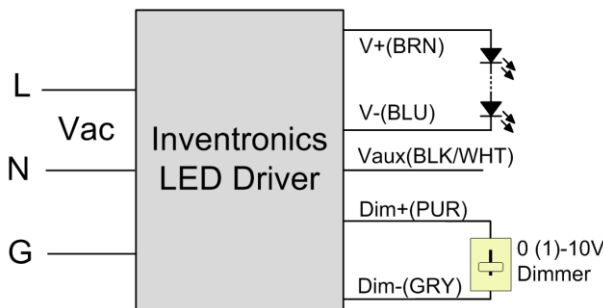 L
Vac
N
G
Inventronics
LED Driver
V+(BRN)
V-(BLU)
Vaux(BLK/WHT)
Dim+(PUR)
Dim-(GRY)
0 (1)-10V
Dimmer